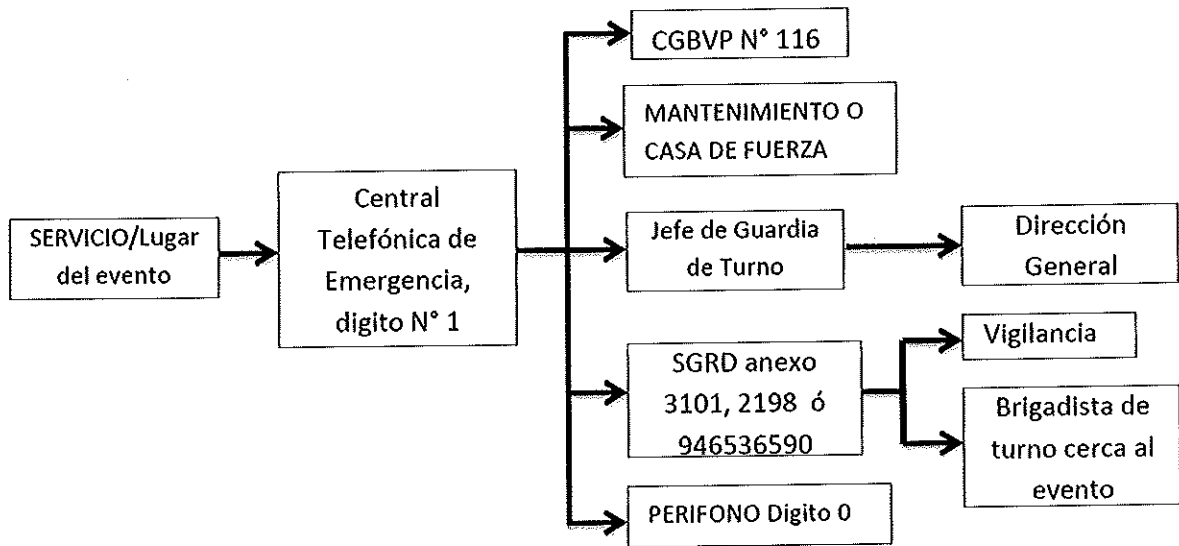 SERVICIO/Lugar
del evento
Central
Telefónica de
Emergencia,
digito N° 1
CGBVP N° 116
MANTENIMIENTO O
CASA DE FUERZA
Jefe de Guardia
de Turno
Dirección
General
SGRD anexo
3101, 2198 ó
946536590
Vigilancia
Brigadista de
turno cerca al
evento
PERIFONO Digito 0